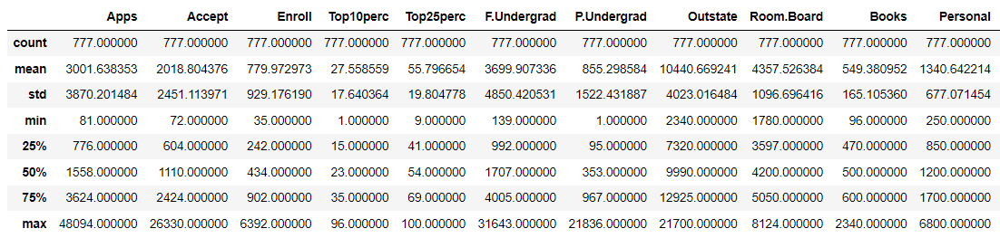 Apps Accept Enroll Top10perc Top25perc F.Undergrad P.Undergrad Outstate Room.Board Books Personal
count 777.000000 777.000000 777.000000 777.000000 777.000000 777.000000 777.000000 777.000000 777.000000 777.000000 777.000000
mean 3001.638353 2018.804376 779.972973 27.558559 55.796654 3699.907336 855.298584 10440.669241 4357.526384 549.380952 1340.642214
std 3870.201484 2451.113971 929.176190 17.640364 19.804778 4850.420531 1522.431887 4023.016484 1096.696416 165.105360 677.071454
min 81.000000 72.000000 35.000000 1.000000 9.000000 139.000000 1.000000 2340.000000 1780.000000 96.000000 250.000000
25% 776.000000 604.000000 242.000000 15.000000 41.000000 992.000000 95.000000 7320.000000 3597.000000 470.000000 850.000000
50% 1558.000000 1110.000000 434.000000 23.000000 54.000000 1707.000000 353.000000 9990.000000 4200.000000 500.000000 1200.000000
75% 3624.000000 2424.000000 902.000000 35.000000 69.000000 4005.000000 967.000000 12925.000000 5050.000000 600.000000 1700.000000
max 48094.000000 26330.000000 6392.000000 96.000000 100.000000 31643.000000 21836.000000 21700.000000 8124.000000 2340.000000 6800.000000